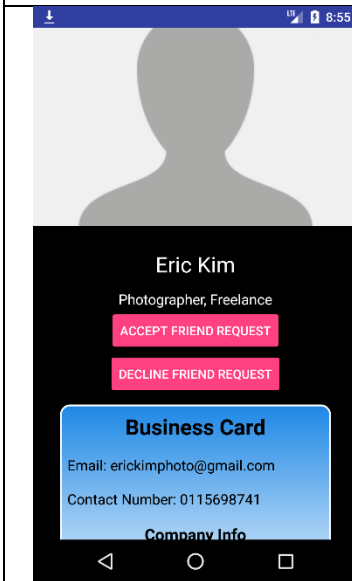 LTE 8:55
Eric Kim
Photographer, Freelance
ACCEPT FRIEND REQUEST
DECLINE FRIEND REQUEST
Business Card
Email: erickimphoto@gmail.com
Contact Number: 0115698741
Company Info